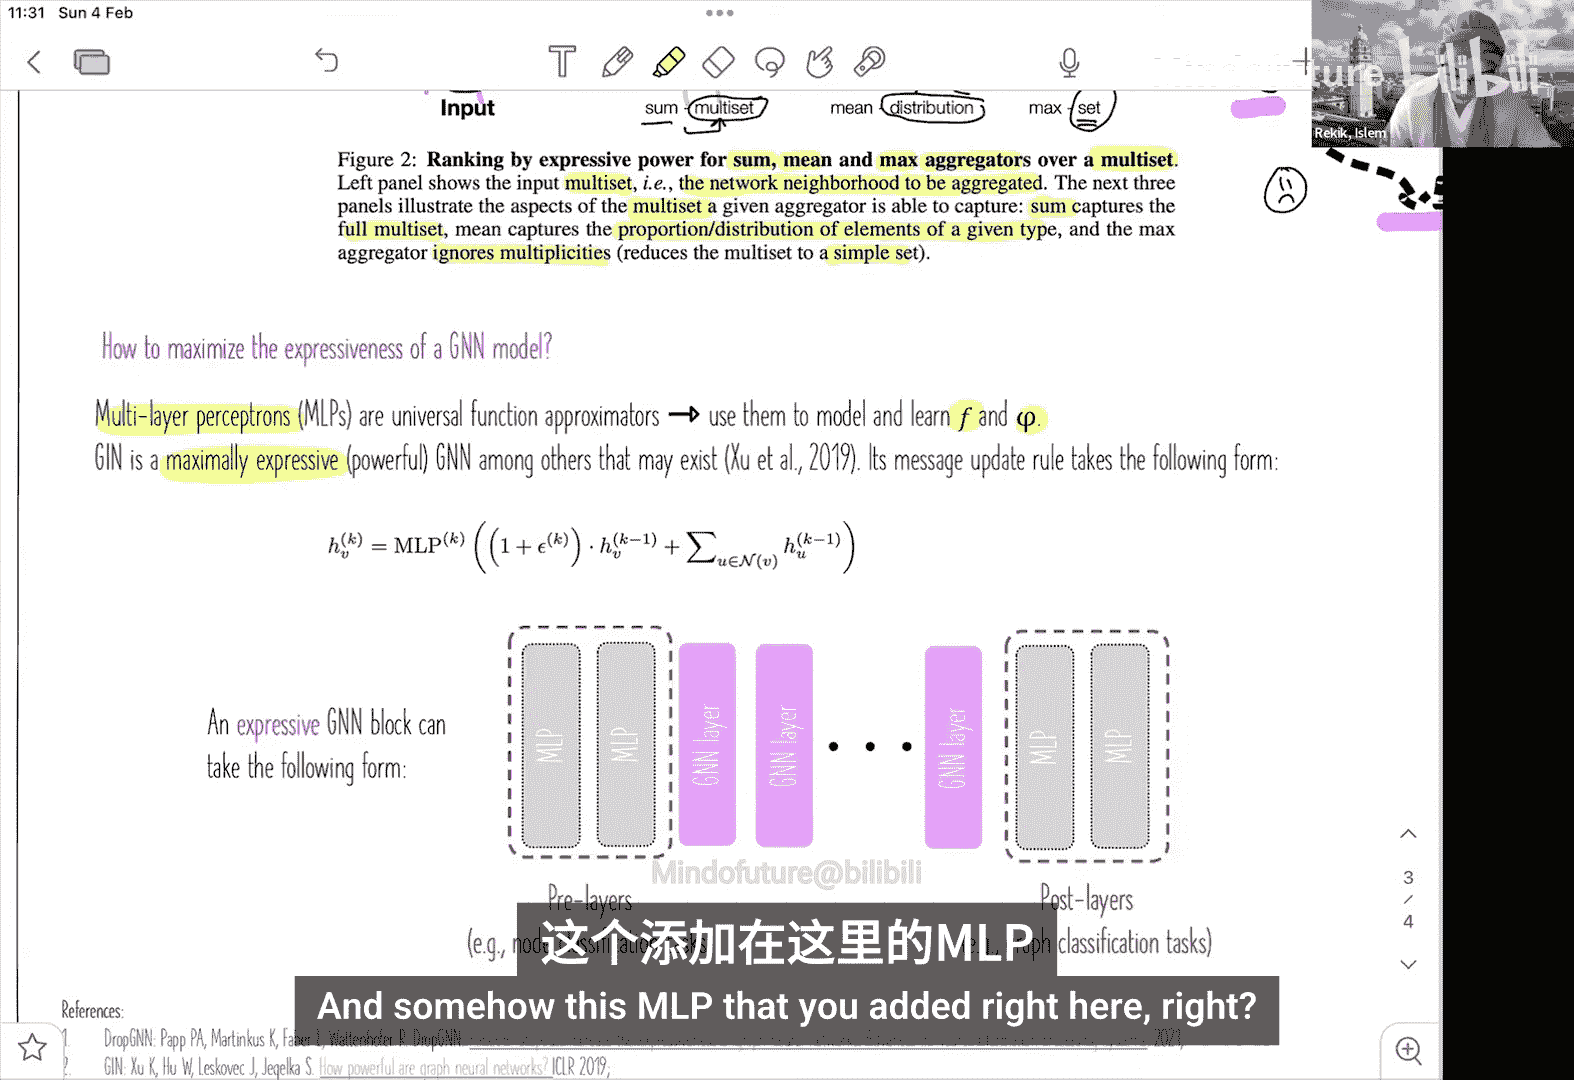 11:31 Sun 4 Feb
bilibili
Rekik, Islem
Input
sum multiset
mean distribution
max set
Figure 2: Ranking by expressive power for sum, mean and max aggregators over a multiset.
Left panel shows the input multiset, i.e., the network neighborhood to be aggregated. The next three
panels illustrate the aspects of the multiset a given aggregator is able to capture: sum captures the
full multiset, mean captures the proportion/distribution of elements of a given type, and the max
aggregator ignores multiplicities (reduces the multiset to a simple set).
How to maximize the expressiveness of a GNN model?
Multi-layer perceptrons (MLPs) are universal function approximators → use them to model and learn f and φ.
GIN is a maximally expressive (powerful) GNN among others that may exist (Xu et al., 2019). Its message update rule takes the following form:
h_v^(k) = MLP^(k) ((1 + ϵ^(k)) · h_v^(k−1) + ∑_{u∈N(v)} h_u^(k−1))
An expressive GNN block can
take the following form:
MLP
MLP
GNN layer
GNN layer
• • •
GNN layer
MLP
MLP
Mindofuture@bilibili
Pre-layers
Post-layers
(e.g., node classification tasks
graph classification tasks)
这个添加在这里的MLP
And somehow this MLP that you added right here, right?
3
/
4
References:
1. DropGNN: Papp PA, Martinkus K, Faber L, Wattenhofer R. DropGNN
2021,
2. GIN: Xu K, Hu W, Leskovec J, Jegelka S. How powerful are graph neural networks? ICLR 2019;